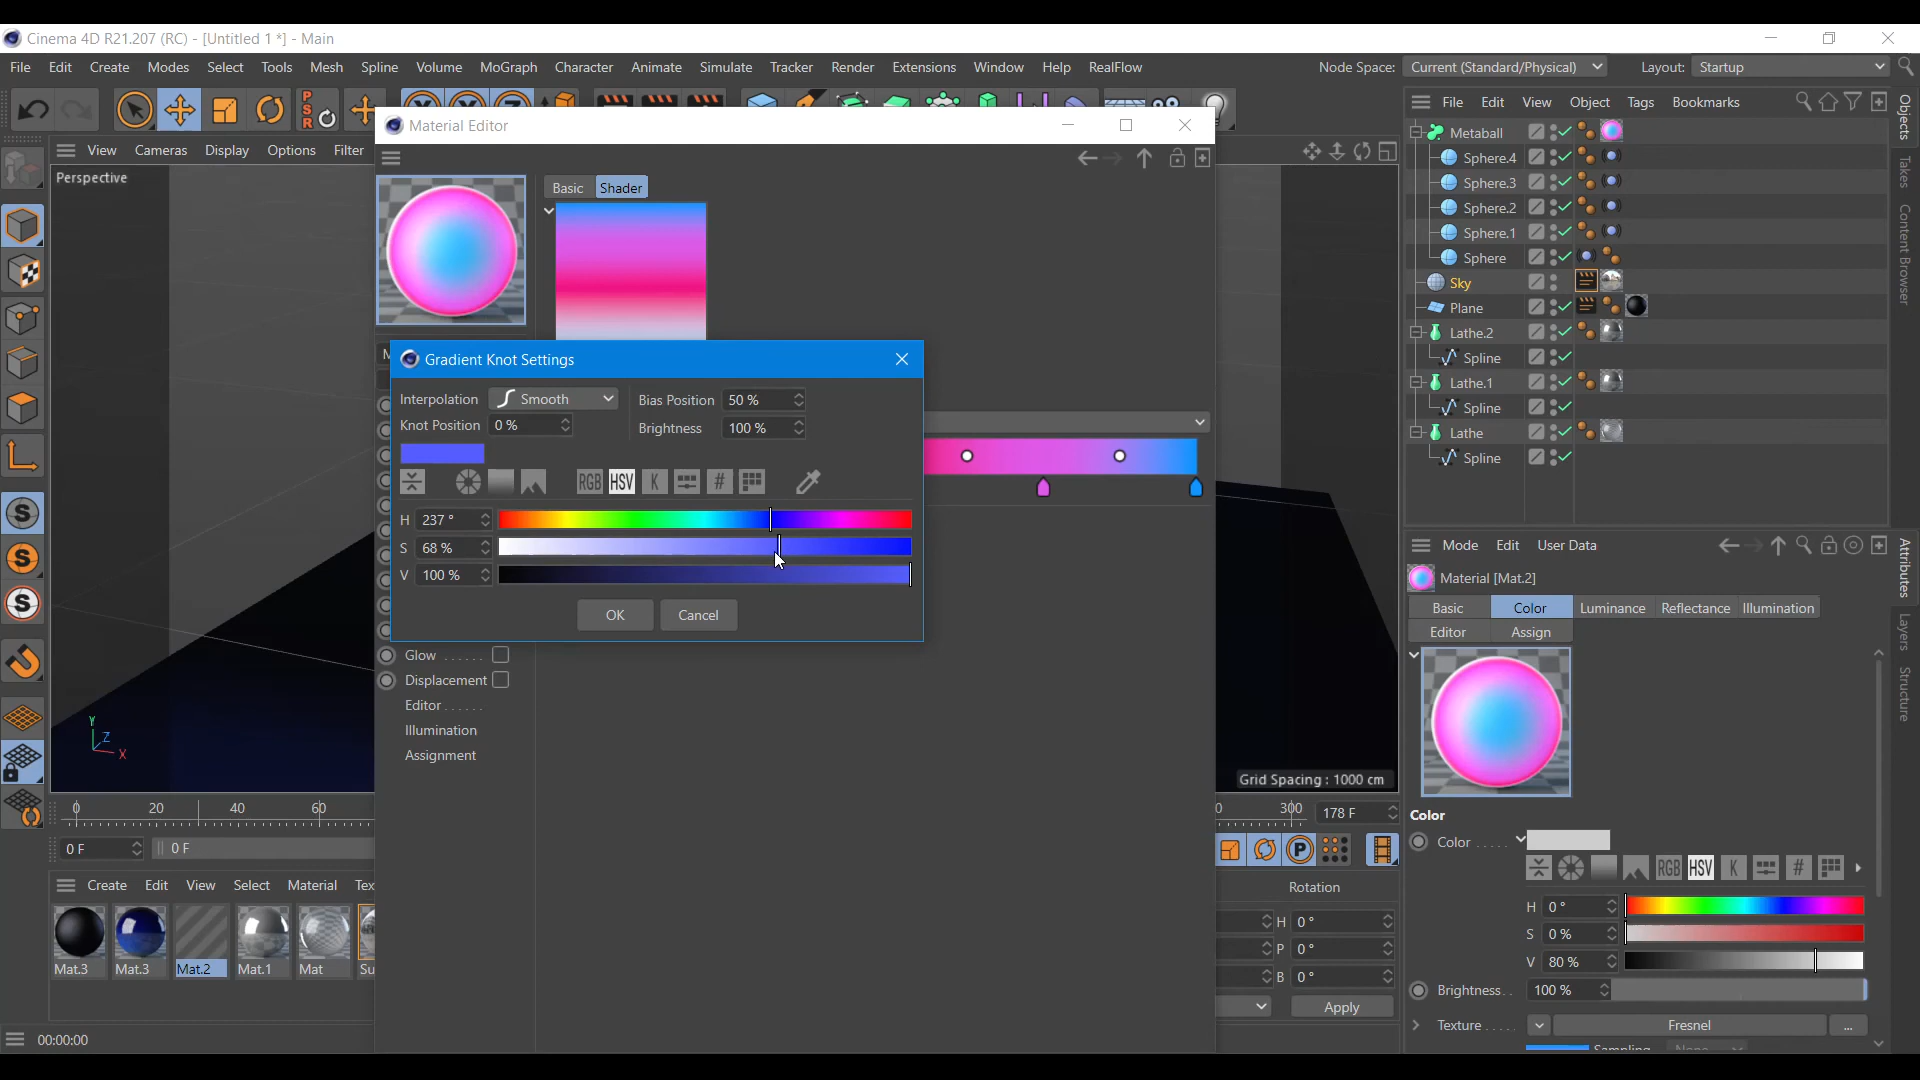 Cinema 4D R21.207 (RC) - [Untitled 1 *] - Main
File Edit Create Modes Select Tools Mesh Spline Volume MoGraph Character Animate Simulate Tracker Render Extensions Window Help RealFlow
Node Space: Current (Standard/Physical) Layout: Startup
PSR
View Cameras Display Options Filter
Perspective
Material Editor
Basic Shader
Gradient Knot Settings
Interpolation Smooth Bias Position 50 %
Knot Position 0 % Brightness 100 %
RGB HSV K #
H 237 °
S 68 %
V 100 %
OK Cancel
Glow
Displacement
Editor
Illumination
Assignment
Y
Z
X
Grid Spacing : 1000 cm
0 20 40 60 0 300 178 F
0 F 0 F
Create Edit View Select Material Tex
Mat.3 Mat.3 Mat.2 Mat.1 Mat Su
00:00:00
P
Rotation
H 0 °
P 0 °
B 0 °
Apply
File Edit View Object Tags Bookmarks
Metaball
Sphere.4
Sphere.3
Sphere.2
Sphere.1
Sphere
Sky
Plane
Lathe.2
Spline
Lathe.1
Spline
Lathe
Spline
Objects
Takes
Content Browser
Mode Edit User Data
Material [Mat.2]
Basic Color Luminance Reflectance Illumination
Editor Assign
Color
Color
RGB HSV K #
H 0 °
S 0 %
V 80 %
Brightness 100 %
Texture Fresnel ...
Sampling None
Attributes
Layers
Structure